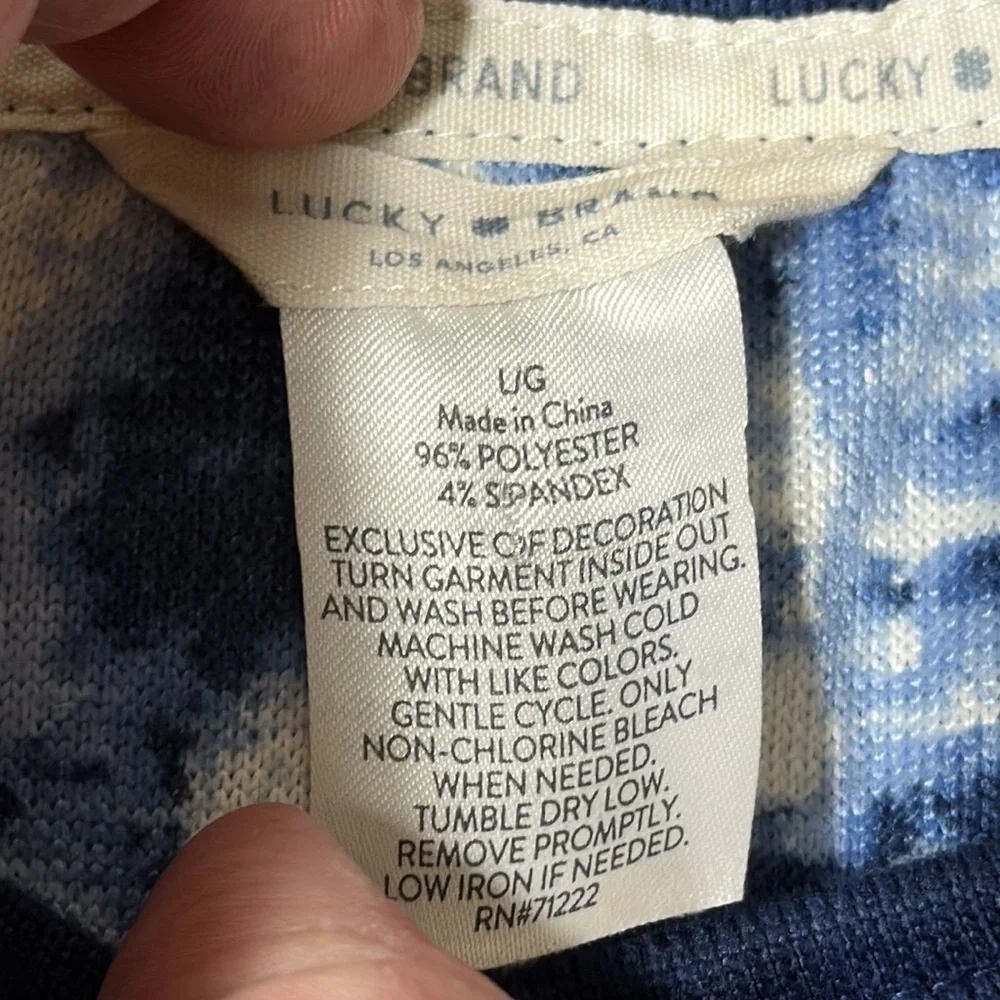 BRAND LUCKY
LUCKY BRAND
LOS ANGELES, CA
L/G
Made in China
96% POLYESTER
4% SPANDEX
EXCLUSIVE OF DECORATION
TURN GARMENT INSIDE OUT
AND WASH BEFORE WEARING.
MACHINE WASH COLD
WITH LIKE COLORS.
GENTLE CYCLE. ONLY
NON-CHLORINE BLEACH
WHEN NEEDED.
TUMBLE DRY LOW.
REMOVE PROMPTLY.
LOW IRON IF NEEDED.
RN#71222